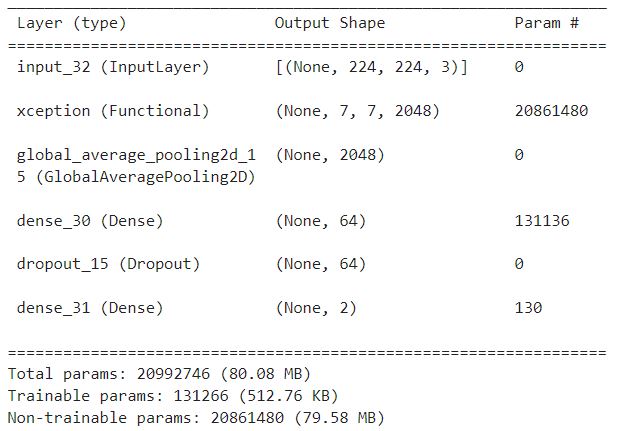 Layer (type) Output Shape Param #
input_32 (InputLayer) [(None, 224, 224, 3)] 0
xception (Functional) (None, 7, 7, 2048) 20861480
global_average_pooling2d_1 (None, 2048) 0
5 (GlobalAveragePooling2D)
dense_30 (Dense) (None, 64) 131136
dropout_15 (Dropout) (None, 64) 0
dense_31 (Dense) (None, 2) 130
Total params: 20992746 (80.08 MB)
Trainable params: 131266 (512.76 KB)
Non-trainable params: 20861480 (79.58 MB)